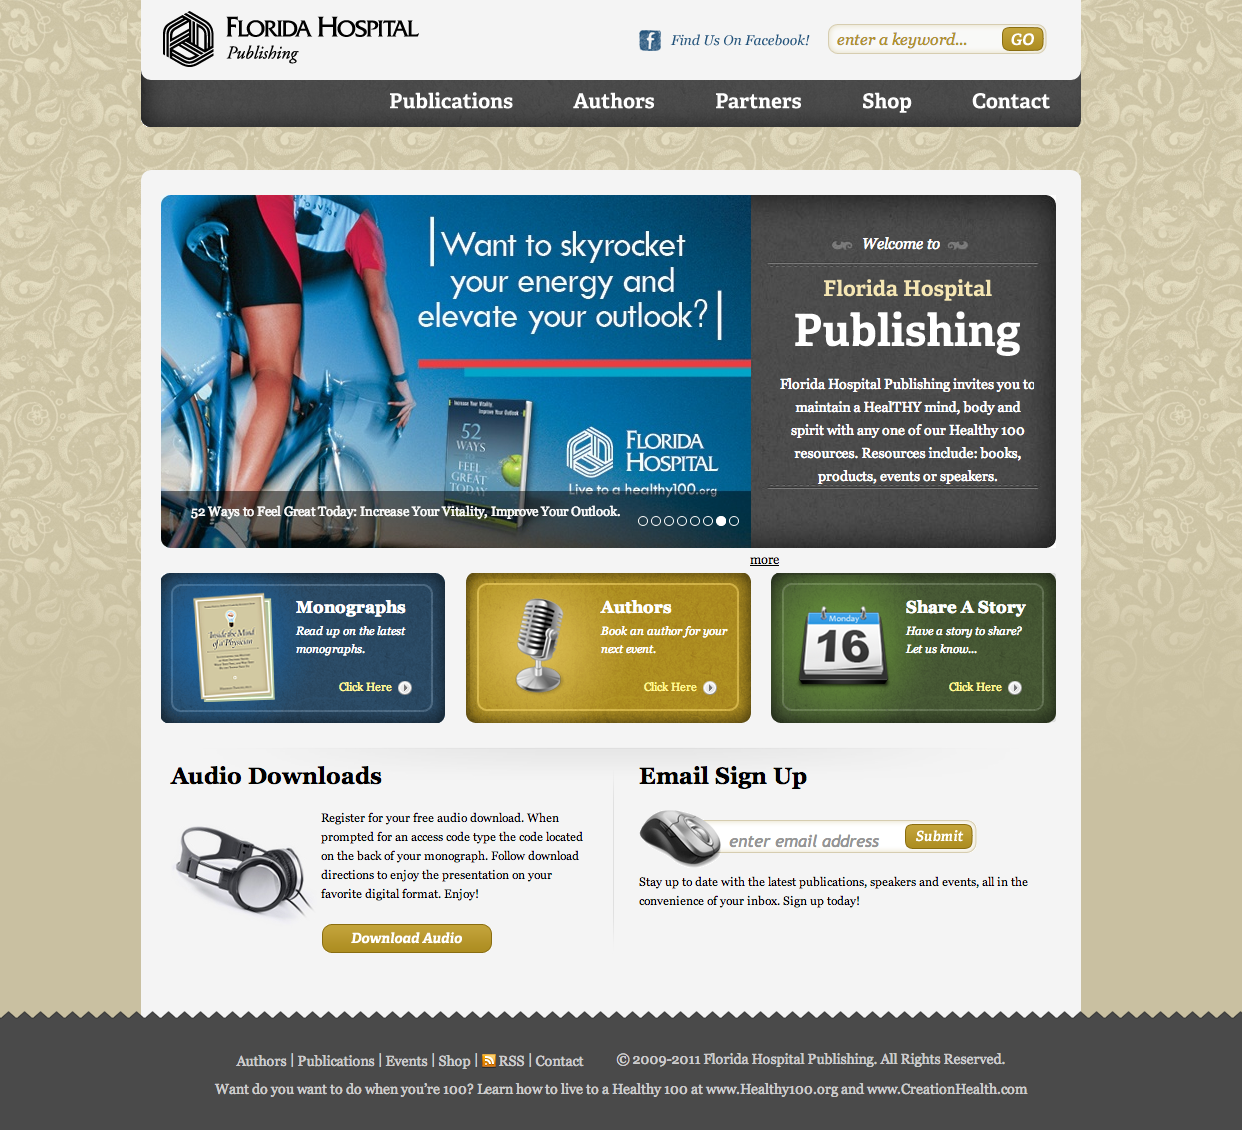 FLORIDA HOSPITAL
Publishing
Find Us On Facebook!
enter a keyword...
GO
Publications
Authors
Partners
Shop
Contact
Want to skyrocket
your energy and
elevate your outlook?
Increase Your Vitality,
Improve Your Outlook
52
WAYS
TO
FEEL
GREAT
TODAY
FLORIDA
HOSPITAL
Live to a healthy100.org
52 Ways to Feel Great Today: Increase Your Vitality, Improve Your Outlook.
Welcome to
Florida Hospital
Publishing
Florida Hospital Publishing invites you to
maintain a HealTHY mind, body and
spirit with any one of our Healthy 100
resources. Resources include: books,
products, events or speakers.
more
Inside the Mind
of a Physician
Monographs
Read up on the latest
monographs.
Click Here
Authors
Book an author for your
next event.
Click Here
Monday
16
Share A Story
Have a story to share?
Let us know...
Click Here
Audio Downloads
Register for your free audio download. When
prompted for an access code type the code located
on the back of your monograph. Follow download
directions to enjoy the presentation on your
favorite digital format. Enjoy!
Download Audio
Email Sign Up
enter email address
Submit
Stay up to date with the latest publications, speakers and events, all in the
convenience of your inbox. Sign up today!
Authors | Publications | Events | Shop | RSS | Contact
© 2009-2011 Florida Hospital Publishing. All Rights Reserved.
Want do you want to do when you're 100? Learn how to live to a Healthy 100 at www.Healthy100.org and www.CreationHealth.com